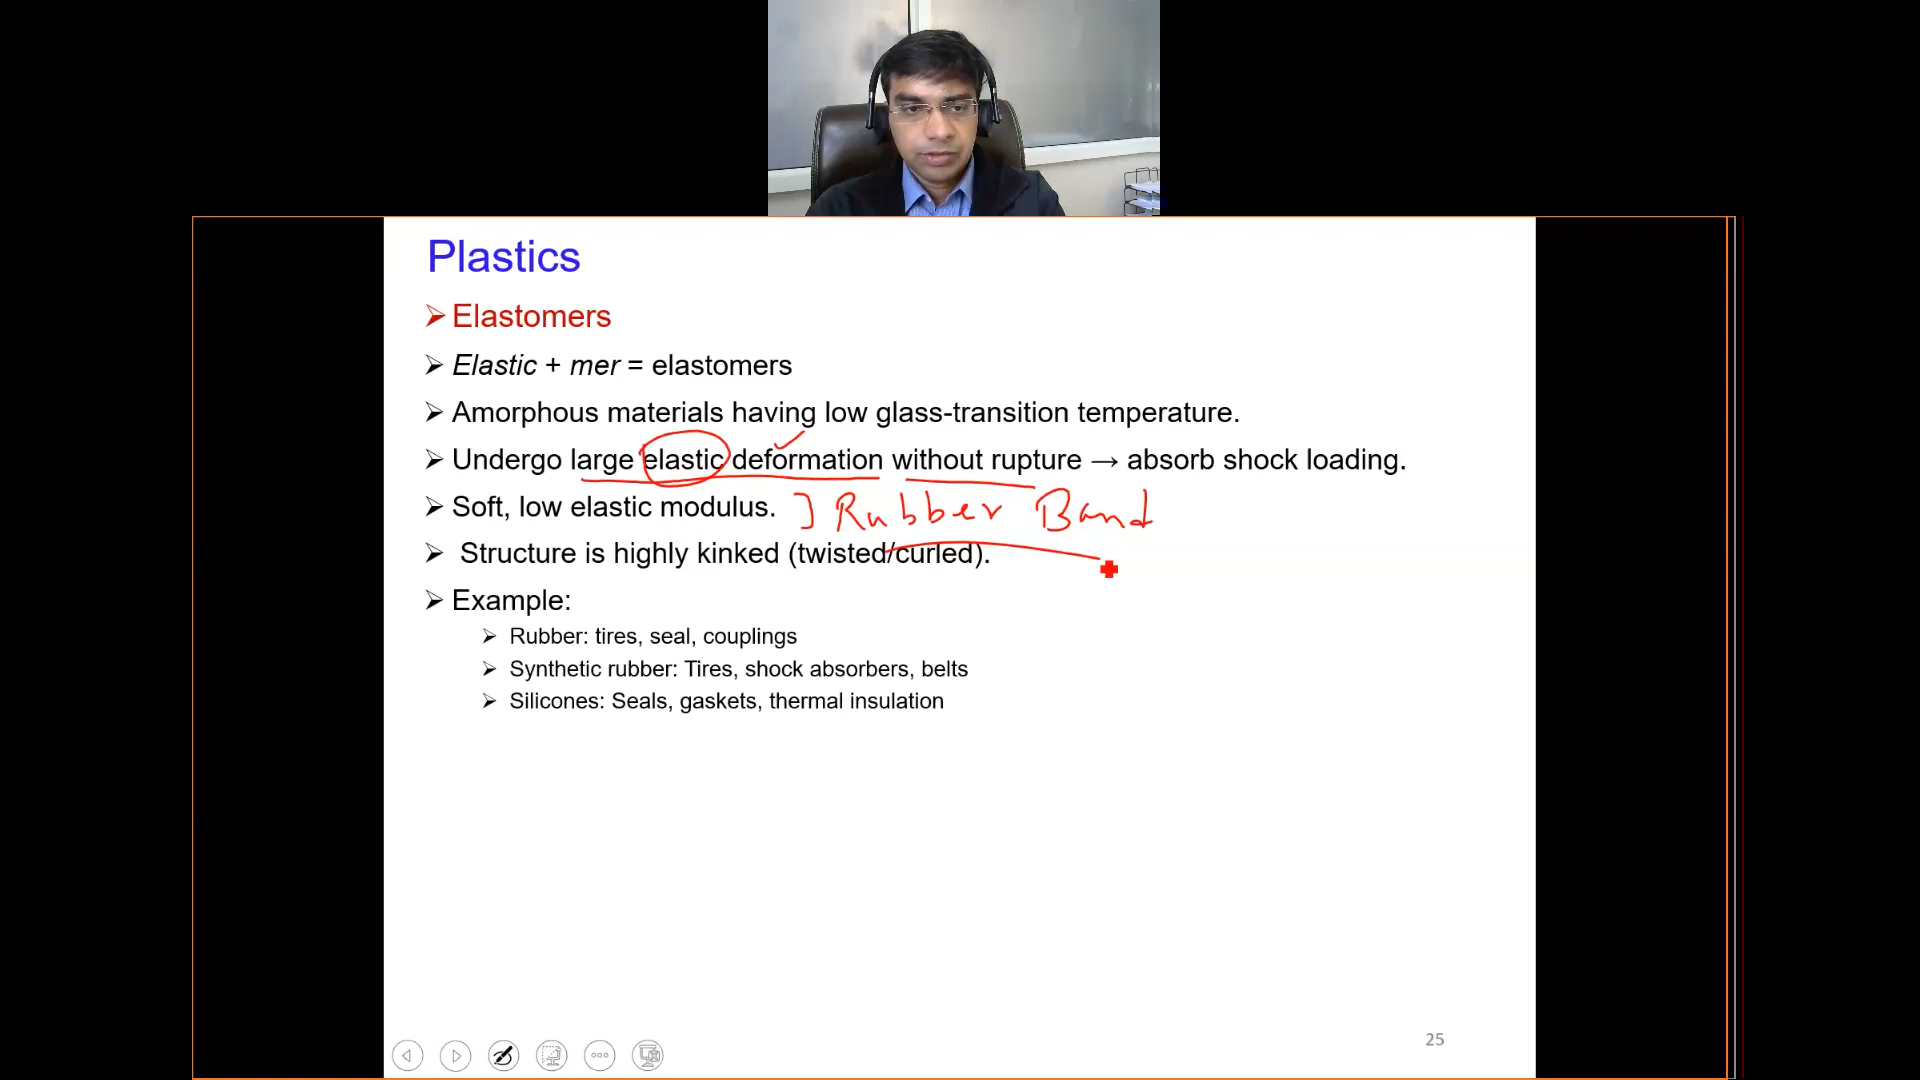 Plastics
➢ Elastomers
➢ Elastic + mer = elastomers
➢ Amorphous materials having low glass-transition temperature.
➢ Undergo large elastic deformation without rupture → absorb shock loading.
➢ Soft, low elastic modulus. ] Rubber Band
➢ Structure is highly kinked (twisted/curled).
➢ Example:
➢ Rubber: tires, seal, couplings
➢ Synthetic rubber: Tires, shock absorbers, belts
➢ Silicones: Seals, gaskets, thermal insulation
25